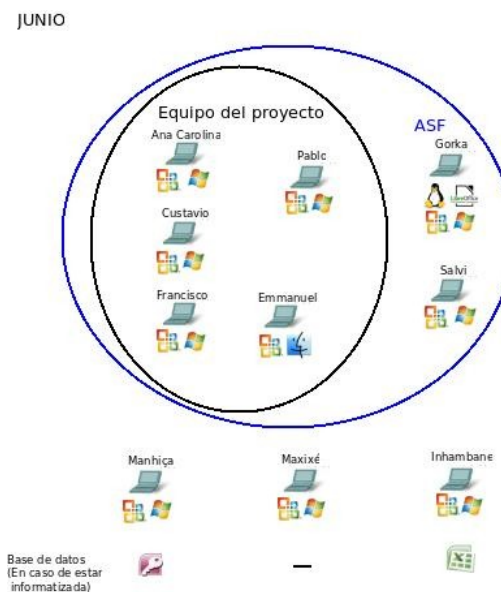 JUNIO
Equipo del proyecto
ASF
Ana Carolina
Gorka
Pablo
LibreOffice
Custavio
Salvi
Francisco
Emmanuel
Manhiça
Maxixé
Inhambane
Base de datos
(En caso de estar
informatizada)